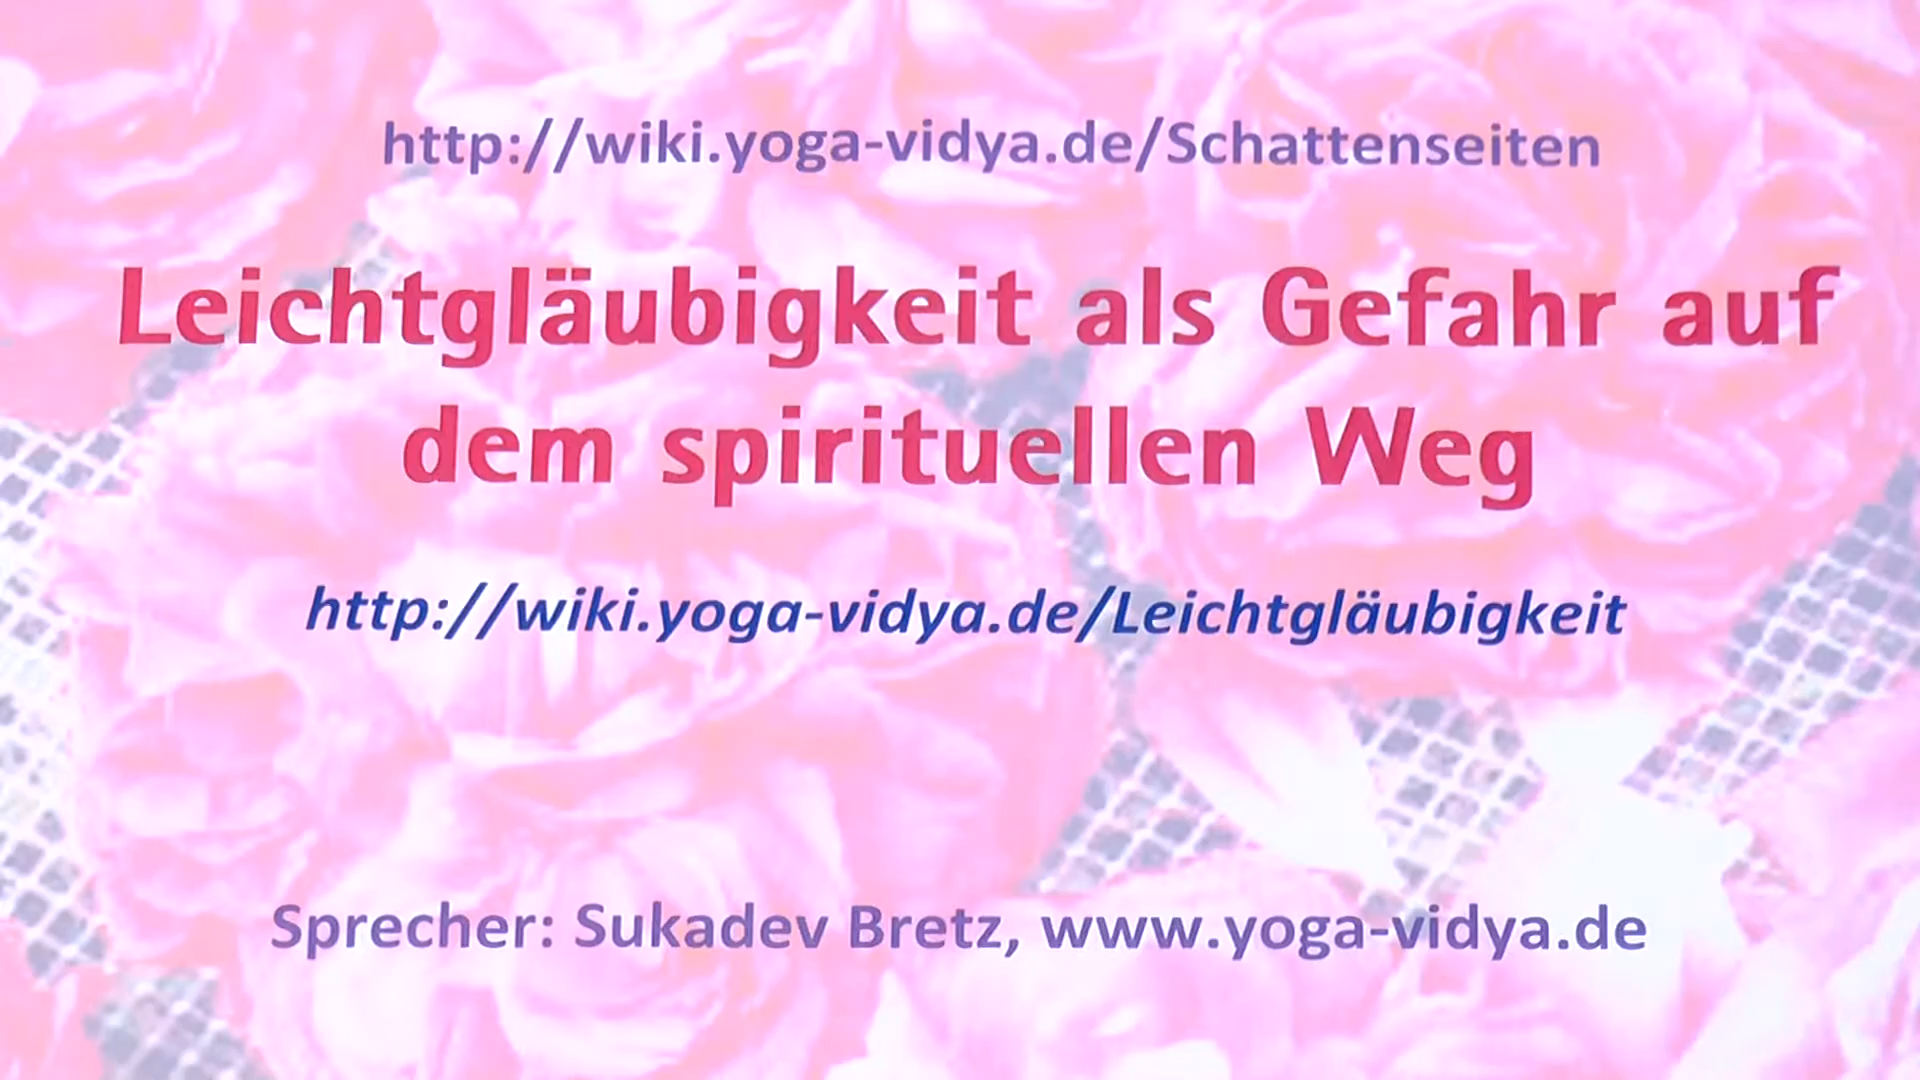 http://wiki.yoga-vidya.de/Schattenseiten
Leichtgläubigkeit als Gefahr auf
dem spirituellen Weg
http://wiki.yoga-vidya.de/Leichtgläubigkeit
Sprecher: Sukadev Bretz, www.yoga-vidya.de